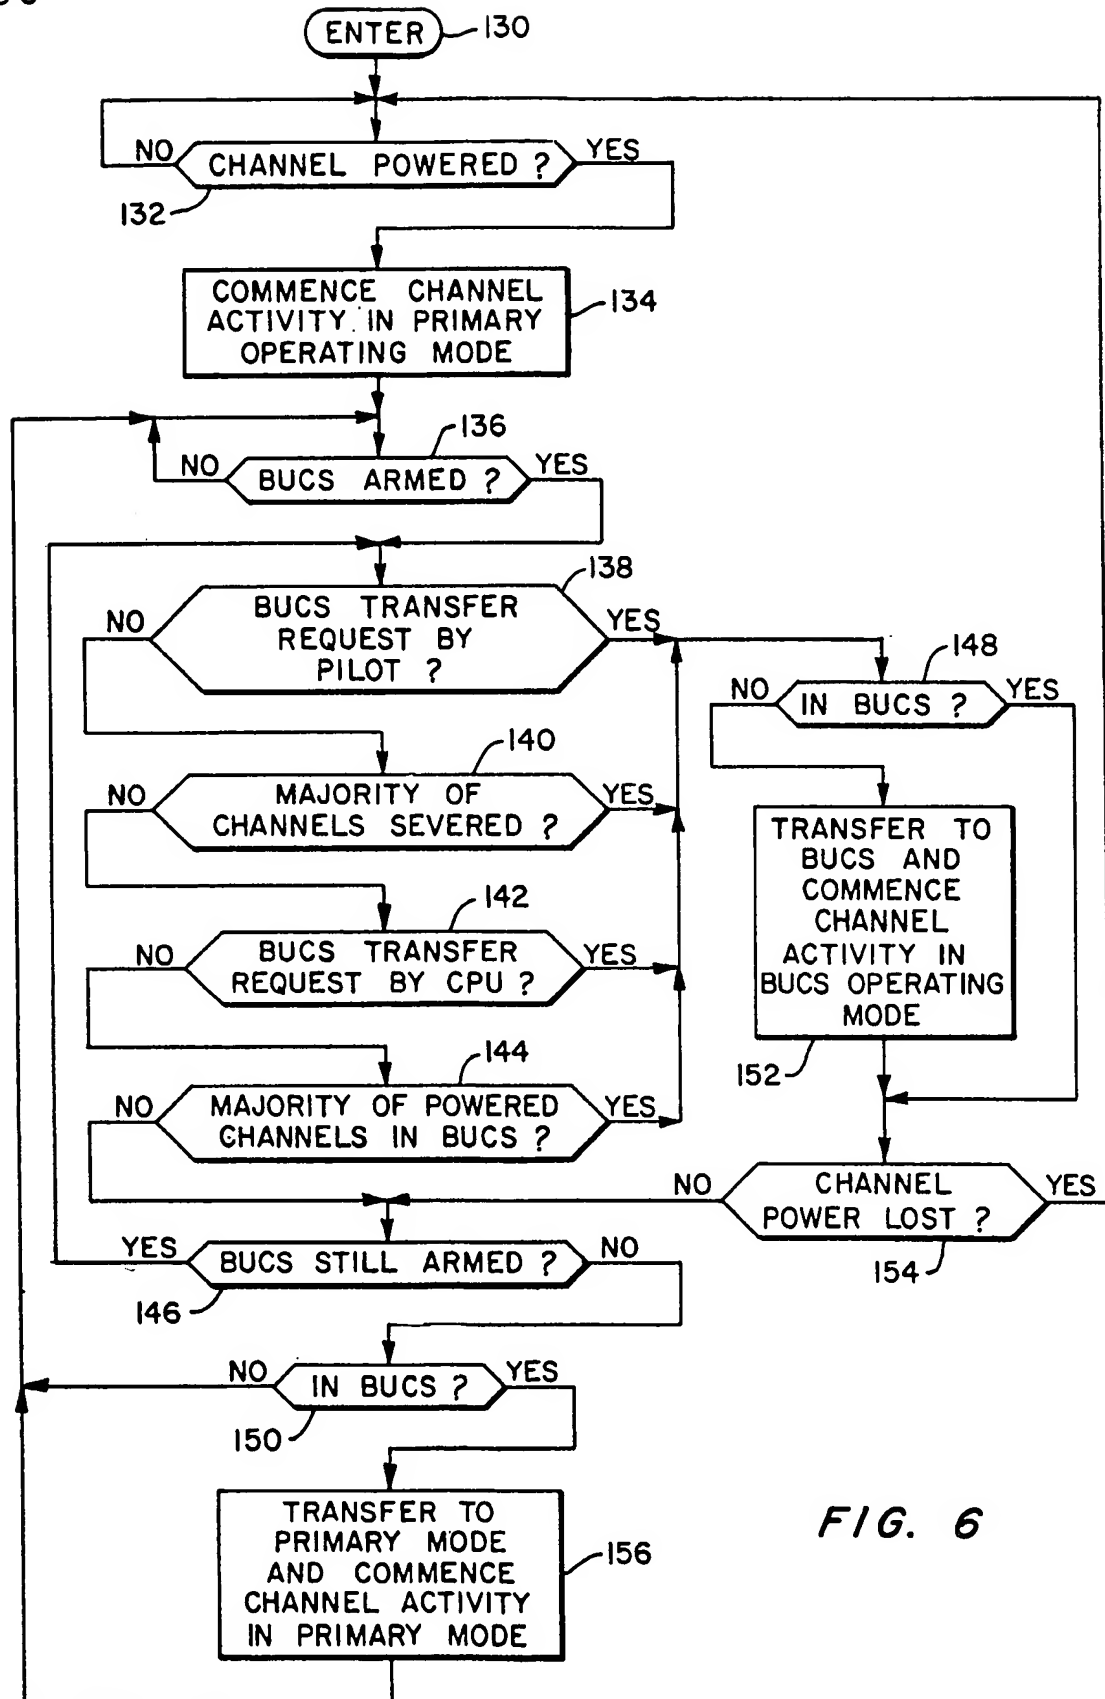 ENTER
130
NO
CHANNEL POWERED ?
YES
132
COMMENCE CHANNEL
ACTIVITY IN PRIMARY
OPERATING MODE
134
136
NO
BUCS ARMED ?
YES
138
NO
BUCS TRANSFER
REQUEST BY
PILOT ?
YES
148
NO
IN BUCS ?
YES
140
NO
MAJORITY OF
CHANNELS SEVERED ?
YES
TRANSFER TO
BUCS AND
COMMENCE
CHANNEL
ACTIVITY IN
BUCS OPERATING
MODE
152
142
NO
BUCS TRANSFER
REQUEST BY CPU ?
YES
144
NO
MAJORITY OF POWERED
CHANNELS IN BUCS ?
YES
NO
CHANNEL
POWER LOST ?
YES
154
YES
BUCS STILL ARMED ?
NO
146
NO
IN BUCS ?
YES
150
TRANSFER TO
PRIMARY MODE
AND COMMENCE
CHANNEL ACTIVITY
IN PRIMARY MODE
156
FIG. 6